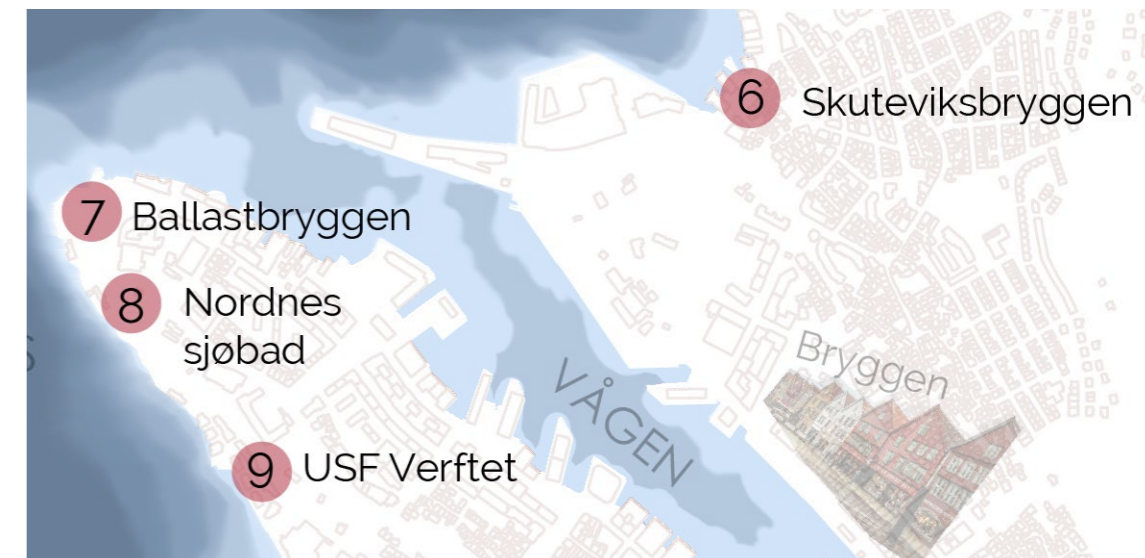 6 Skuteviksbryggen
7 Ballastbryggen
8 Nordnes
sjøbad
Bryggen
VÅGEN
9 USF Verftet